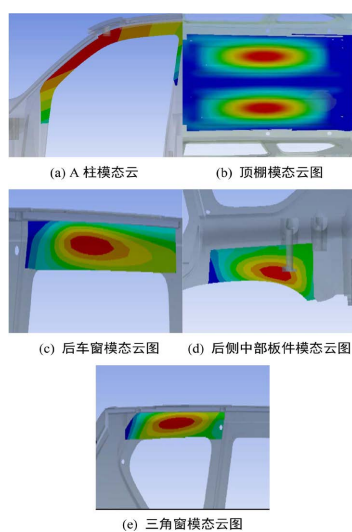 (a) A 柱模态云
(b) 顶棚模态云图
(c) 后车窗模态云图
(d) 后侧中部板件模态云图
(e) 三角窗模态云图